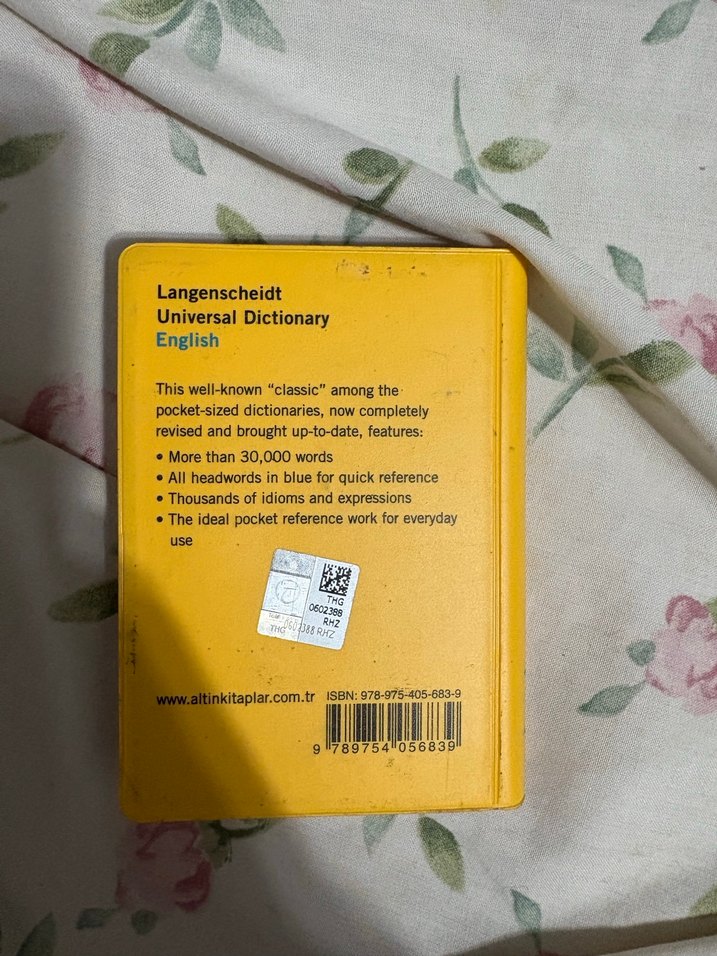 Langenscheidt
Universal Dictionary
English
This well-known “classic” among the
pocket-sized dictionaries, now completely
revised and brought up-to-date, features:
• More than 30,000 words
• All headwords in blue for quick reference
• Thousands of idioms and expressions
• The ideal pocket reference work for everyday
use
THG
0602388
RHZ
THG 0602388 RHZ
www.altinkitaplar.com.tr ISBN: 978-975-405-683-9
9 789754 056839